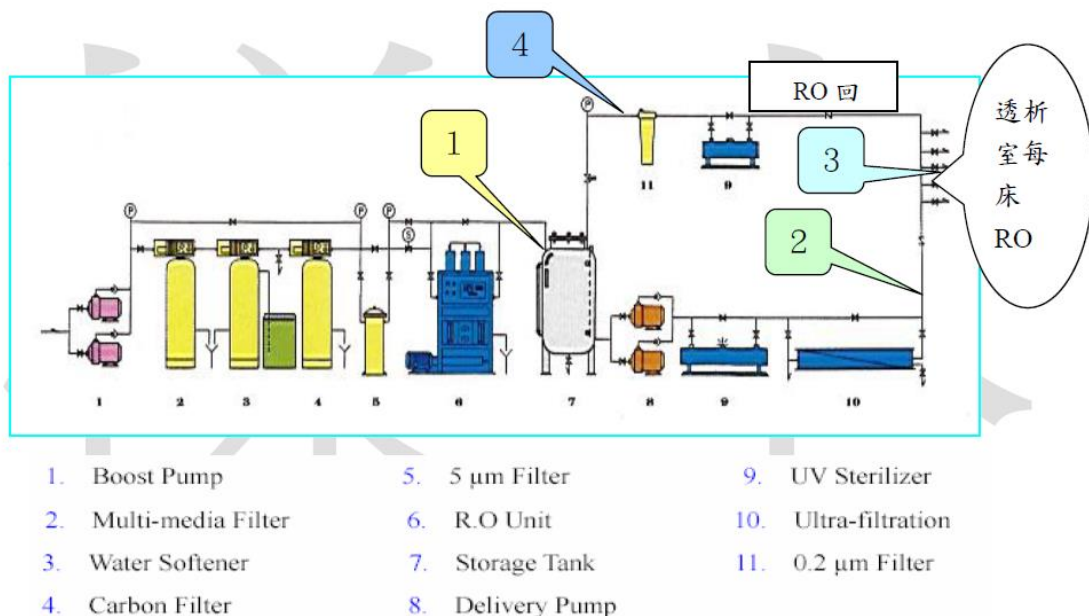 4
RO 回
透析
室每
床
RO
1
3
2
P
P
P
P
S
11
9
1
2
3
4
5
6
7
8
9
10
1. Boost Pump
2. Multi-media Filter
3. Water Softener
4. Carbon Filter
5. 5 μm Filter
6. R.O Unit
7. Storage Tank
8. Delivery Pump
9. UV Sterilizer
10. Ultra-filtration
11. 0.2 μm Filter